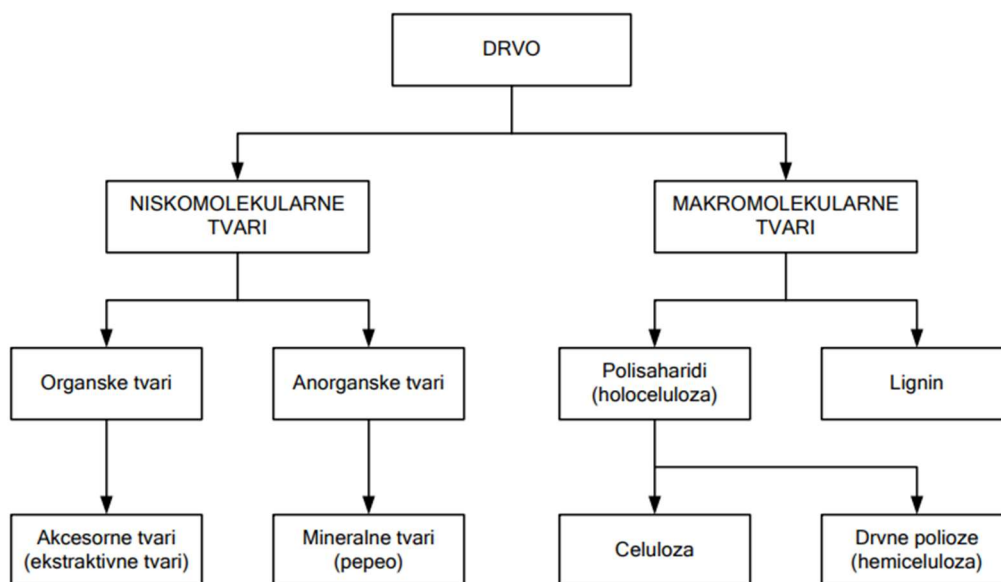 DRVO
NISKOMOLEKULARNE
TVARI
MAKROMOLEKULARNE
TVARI
Organske tvari
Anorganske tvari
Polisaharidi
(holoceluloza)
Lignin
Akcesorne tvari
(ekstraktivne tvari)
Mineralne tvari
(pepeo)
Celuloza
Drvne polioze
(hemiceluloza)